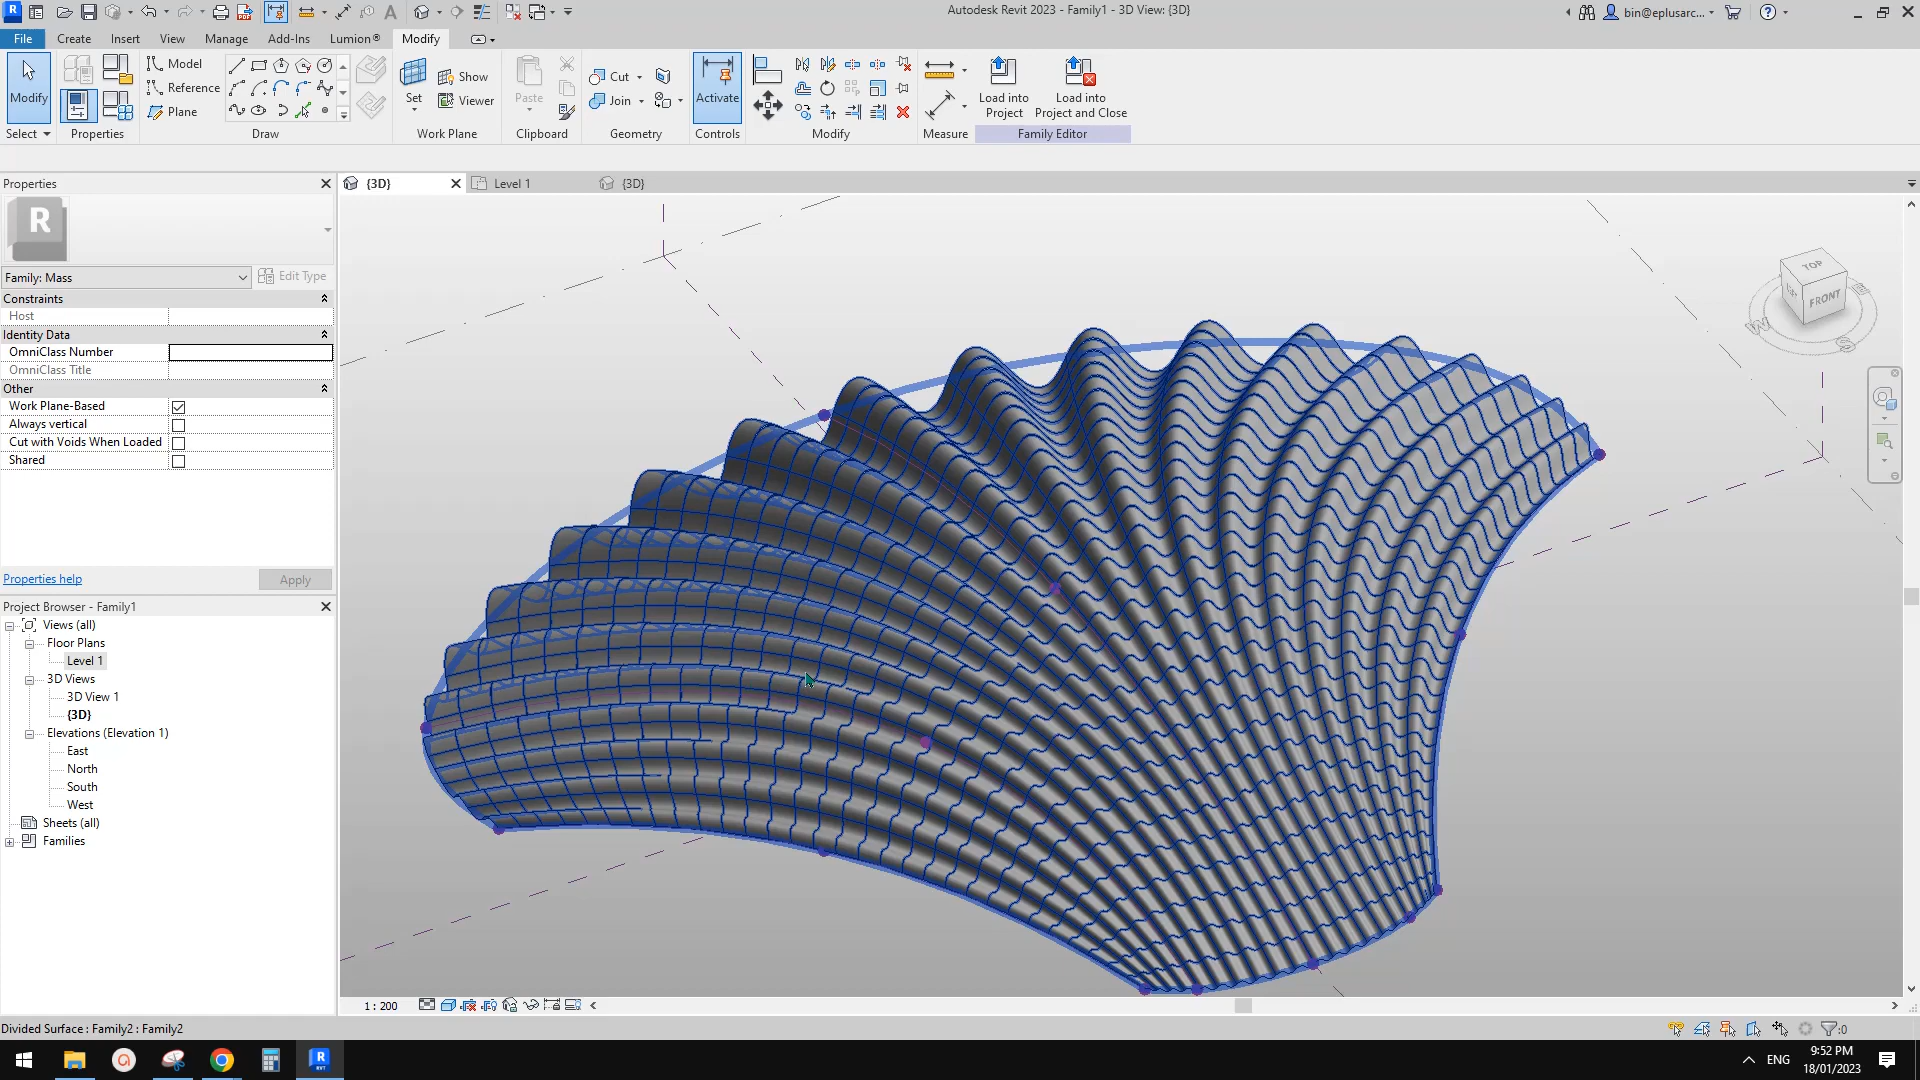 Autodesk Revit 2023 - Family1 - 3D View: {3D}
bin@eplusarc...
File Create Insert View Manage Add-Ins Lumion® Modify
Modify
Model
Reference
Plane
Set
Show
Viewer
Paste
Cut
Join
Activate
Load into
Project
Load into
Project and Close
Select Properties Draw Work Plane Clipboard Geometry Controls Modify Measure Family Editor
Properties
{3D} Level 1 {3D}
R
Family: Mass Edit Type
Constraints
Host
Identity Data
OmniClass Number
OmniClass Title
Other
Work Plane-Based
Always vertical
Cut with Voids When Loaded
Shared
Properties help Apply
TOP
FRONT
W
S
Project Browser - Family1
Views (all)
Floor Plans
Level 1
3D Views
3D View 1
{3D}
Elevations (Elevation 1)
East
North
South
West
Sheets (all)
Families
1 : 200
Divided Surface : Family2 : Family2
:0
ENG
9:52 PM
18/01/2023